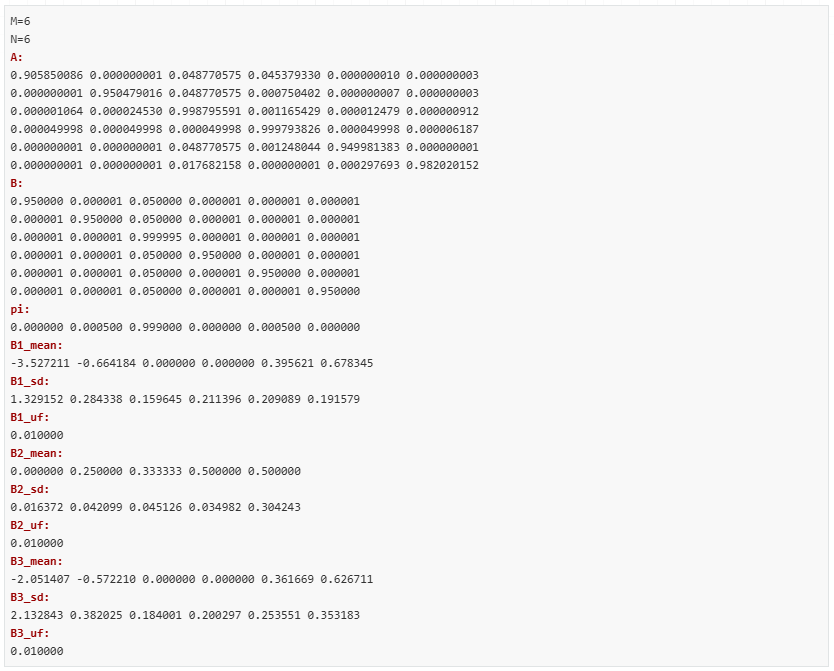 M=6
N=6
A:
0.905850086 0.000000001 0.048770575 0.045379330 0.000000010 0.000000003
0.000000001 0.950479016 0.048770575 0.000750402 0.000000007 0.000000003
0.000001064 0.000024530 0.998795591 0.001165429 0.000012479 0.000000912
0.000049998 0.000049998 0.000049998 0.999793826 0.000049998 0.000006187
0.000000001 0.000000001 0.048770575 0.001248044 0.949981383 0.000000001
0.000000001 0.000000001 0.017682158 0.000000001 0.000297693 0.982020152
B:
0.950000 0.000001 0.050000 0.000001 0.000001 0.000001
0.000001 0.950000 0.050000 0.000001 0.000001 0.000001
0.000001 0.000001 0.999995 0.000001 0.000001 0.000001
0.000001 0.000001 0.050000 0.950000 0.000001 0.000001
0.000001 0.000001 0.050000 0.000001 0.950000 0.000001
0.000001 0.000001 0.050000 0.000001 0.000001 0.950000
pi:
0.000000 0.000500 0.999000 0.000000 0.000500 0.000000
B1_mean:
-3.527211 -0.664184 0.000000 0.000000 0.395621 0.678345
B1_sd:
1.329152 0.284338 0.159645 0.211396 0.209089 0.191579
B1_uf:
0.010000
B2_mean:
0.000000 0.250000 0.333333 0.500000 0.500000
B2_sd:
0.016372 0.042099 0.045126 0.034982 0.304243
B2_uf:
0.010000
B3_mean:
-2.051407 -0.572210 0.000000 0.000000 0.361669 0.626711
B3_sd:
2.132843 0.382025 0.184001 0.200297 0.253551 0.353183
B3_uf:
0.010000